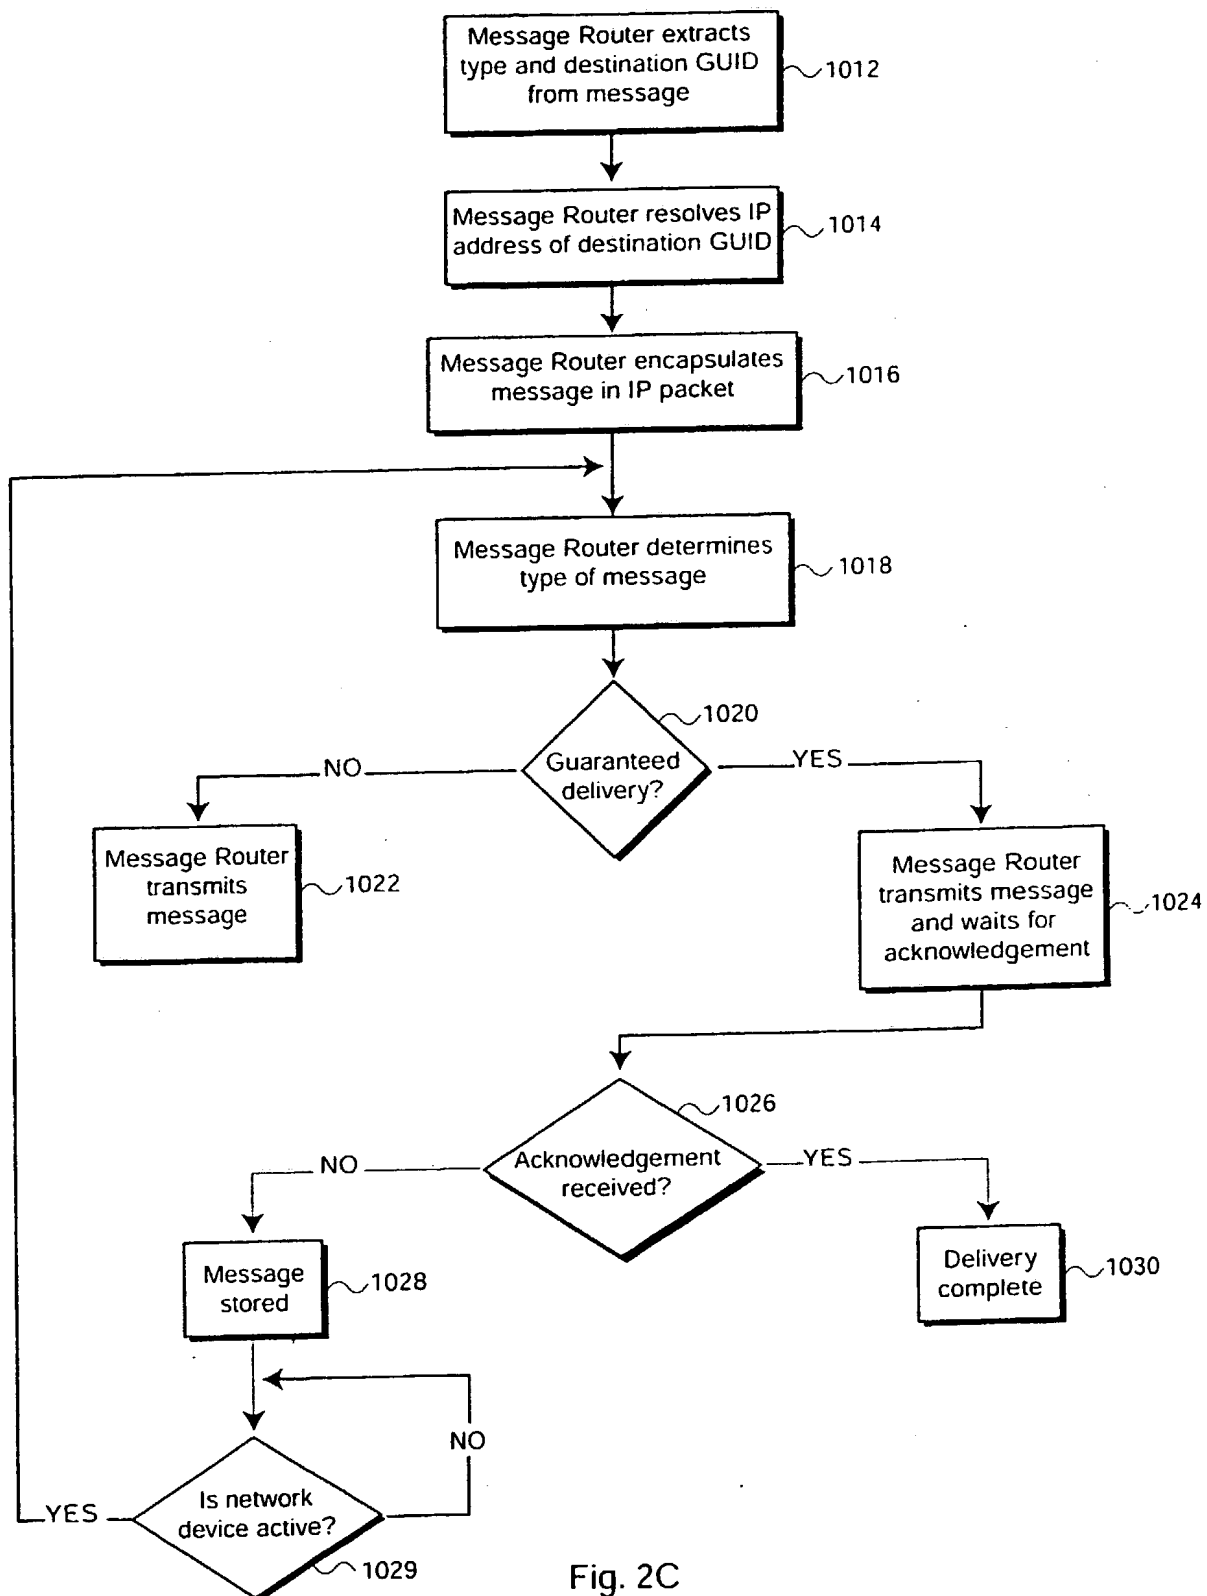 Message Router extracts
type and destination GUID
from message
1012
Message Router resolves IP
address of destination GUID
1014
Message Router encapsulates
message in IP packet
1016
Message Router determines
type of message
1018
1020
Guaranteed
delivery?
NO
YES
Message Router
transmits
message
1022
Message Router
transmits message
and waits for
acknowledgement
1024
1026
Acknowledgement
received?
NO
YES
Message
stored
1028
Delivery
complete
1030
NO
Is network
device active?
YES
1029
Fig. 2C